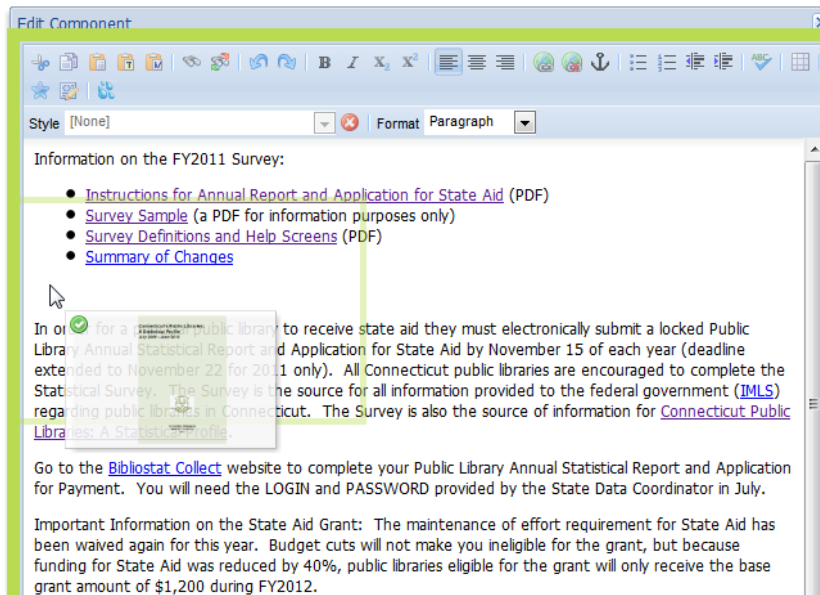 Edit Component
B I X₂ X²
ABC
Style [None] Format Paragraph
Information on the FY2011 Survey:
Instructions for Annual Report and Application for State Aid (PDF)
Survey Sample (a PDF for information purposes only)
Survey Definitions and Help Screens (PDF)
Summary of Changes
Connecticut's Public Libraries:
A Statistical Profile
In for a public library to receive state aid they must electronically submit a locked Public
Library Annual Statistical Report and Application for State Aid by November 15 of each year (deadline
extended to November 22 for 2011 only). All Connecticut public libraries are encouraged to complete the
Statistical Survey. The Survey is the source for all information provided to the federal government (IMLS)
regarding public libraries in Connecticut. The Survey is also the source of information for Connecticut Public
Libraries: A Statistical Profile.
Go to the Bibliostat Collect website to complete your Public Library Annual Statistical Report and Application
for Payment. You will need the LOGIN and PASSWORD provided by the State Data Coordinator in July.
Important Information on the State Aid Grant: The maintenance of effort requirement for State Aid has
been waived again for this year. Budget cuts will not make you ineligible for the grant, but because
funding for State Aid was reduced by 40%, public libraries eligible for the grant will only receive the base
grant amount of $1,200 during FY2012.